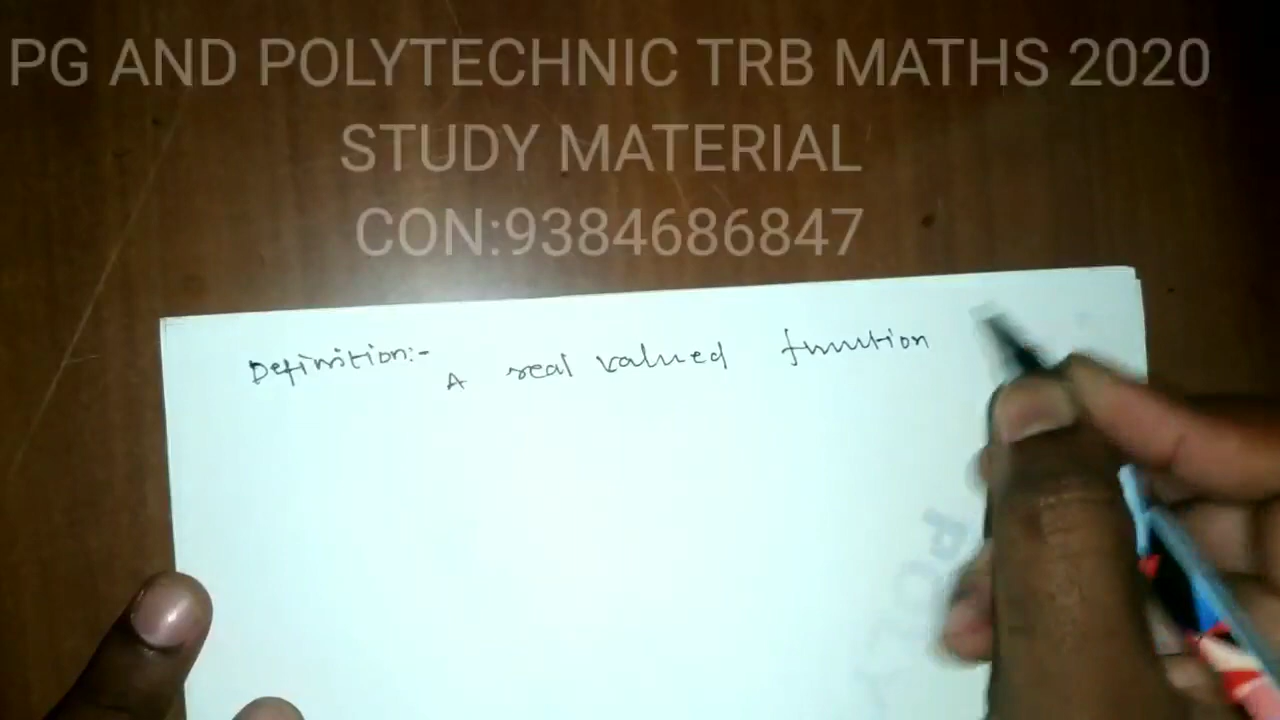 PG AND POLYTECHNIC TRB MATHS 2020
STUDY MATERIAL
CON:9384686847
Definition:-
A real valued function